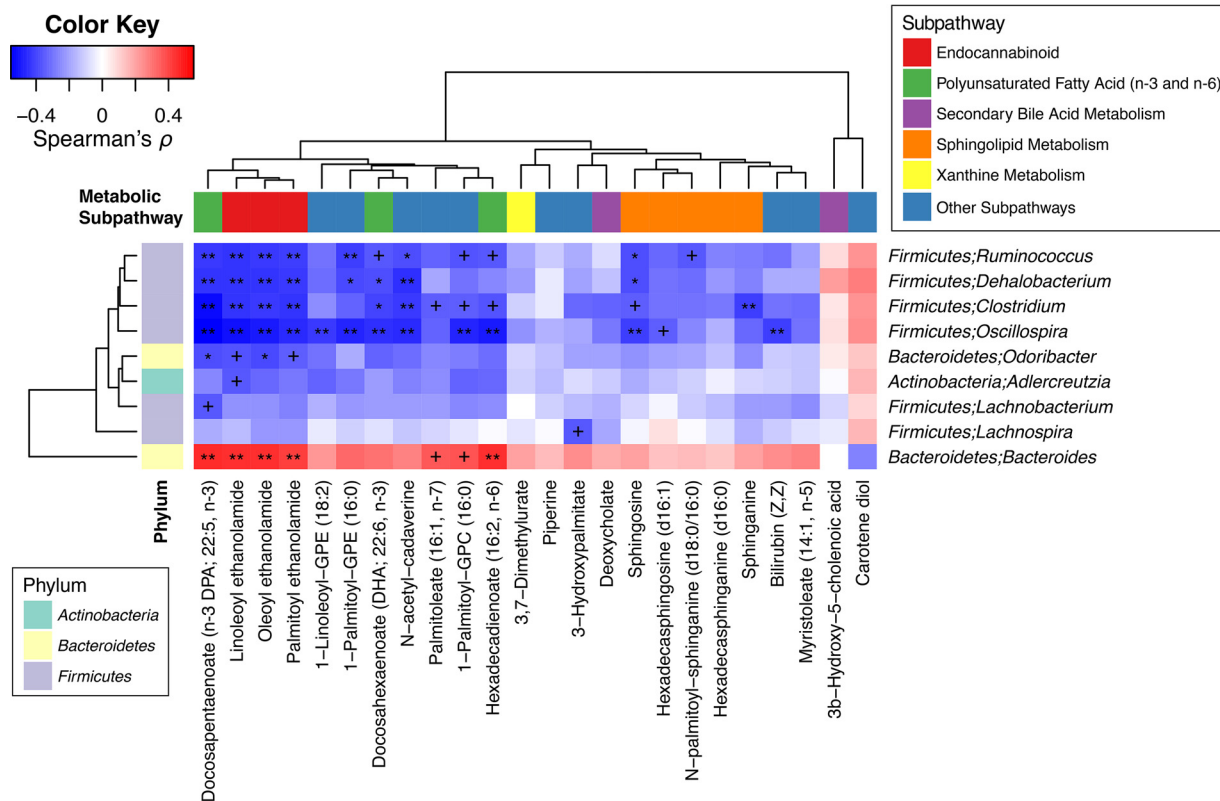 Color Key
−0.4 0 0.4
Spearman's ρ
Subpathway
Endocannabinoid
Polyunsaturated Fatty Acid (n-3 and n-6)
Secondary Bile Acid Metabolism
Sphingolipid Metabolism
Xanthine Metabolism
Other Subpathways
Metabolic
Subpathway
** ** ** ** ** + * + + * +
Firmicutes;Ruminococcus
** ** ** ** * * ** *
Firmicutes;Dehalobacterium
** ** ** ** * ** + + + + **
Firmicutes;Clostridium
** ** ** ** ** ** ** ** ** ** ** + **
Firmicutes;Oscillospira
* + * +
Bacteroidetes;Odoribacter
+
Actinobacteria;Adlercreutzia
+
Firmicutes;Lachnobacterium
+
Firmicutes;Lachnospira
** ** ** ** + + **
Bacteroidetes;Bacteroides
Phylum
Docosapentaenoate (n-3 DPA; 22:5, n-3)
Linoleoyl ethanolamide
Oleoyl ethanolamide
Palmitoyl ethanolamide
1−Linoleoyl−GPE (18:2)
1−Palmitoyl−GPE (16:0)
Docosahexaenoate (DHA; 22:6, n-3)
N−acetyl−cadaverine
Palmitoleate (16:1, n-7)
1−Palmitoyl−GPC (16:0)
Hexadecadienoate (16:2, n-6)
3,7−Dimethylurate
Piperine
3−Hydroxypalmitate
Deoxycholate
Sphingosine
Hexadecasphingosine (d16:1)
N−palmitoyl−sphinganine (d18:0/16:0)
Hexadecasphinganine (d16:0)
Sphinganine
Bilirubin (Z,Z)
Myristoleate (14:1, n-5)
3b−Hydroxy−5−cholenoic acid
Carotene diol
Phylum
Actinobacteria
Bacteroidetes
Firmicutes